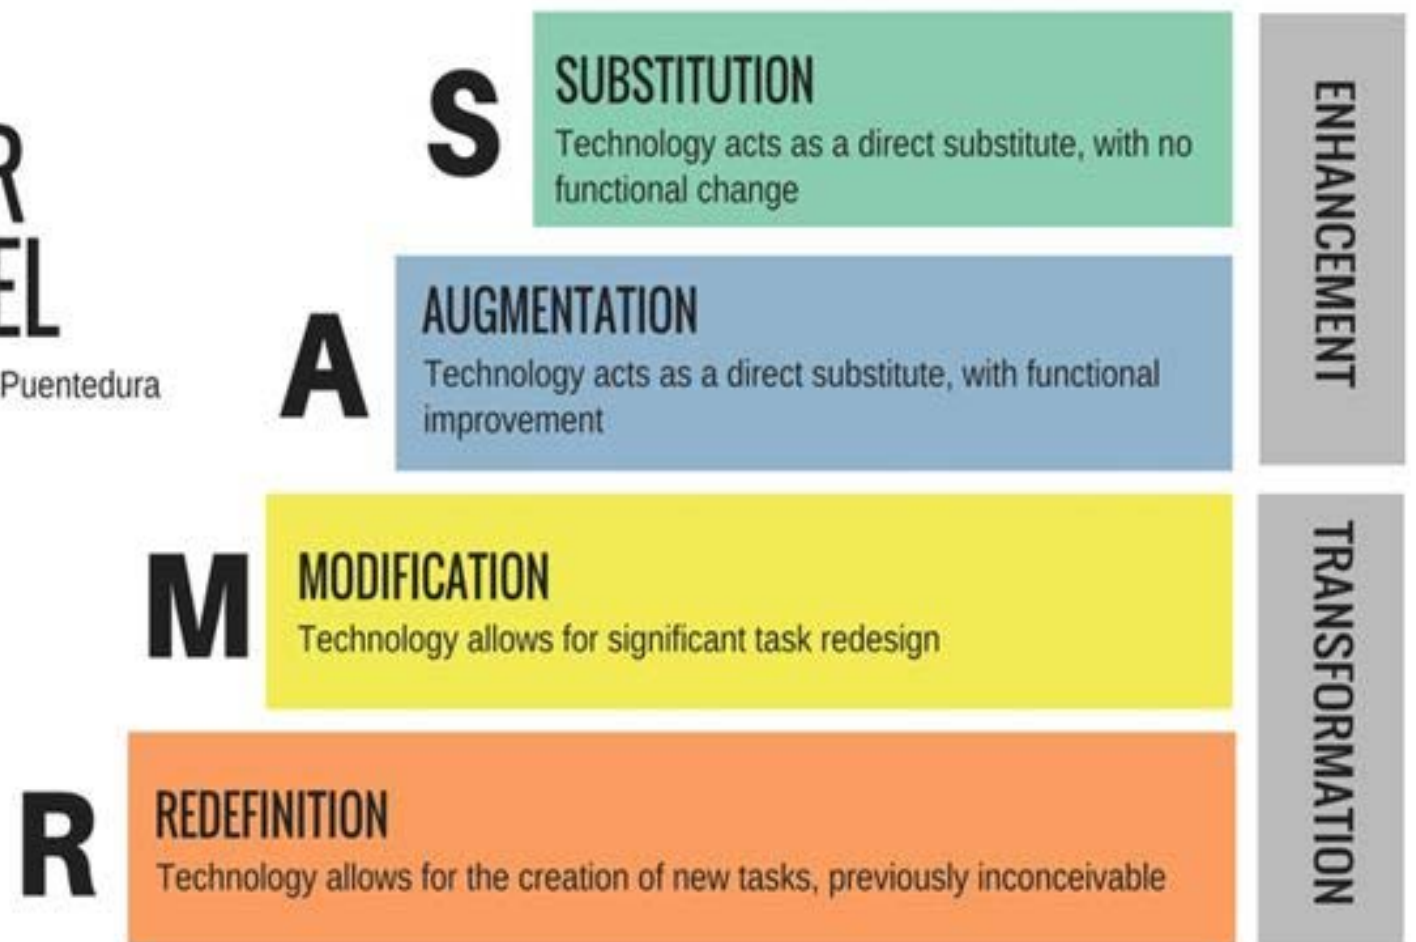 S
SUBSTITUTION
Technology acts as a direct substitute, with no
functional change
ENHANCEMENT
R
EL
Puentedura
A
AUGMENTATION
Technology acts as a direct substitute, with functional
improvement
M
MODIFICATION
Technology allows for significant task redesign
TRANSFORMATION
R
REDEFINITION
Technology allows for the creation of new tasks, previously inconceivable